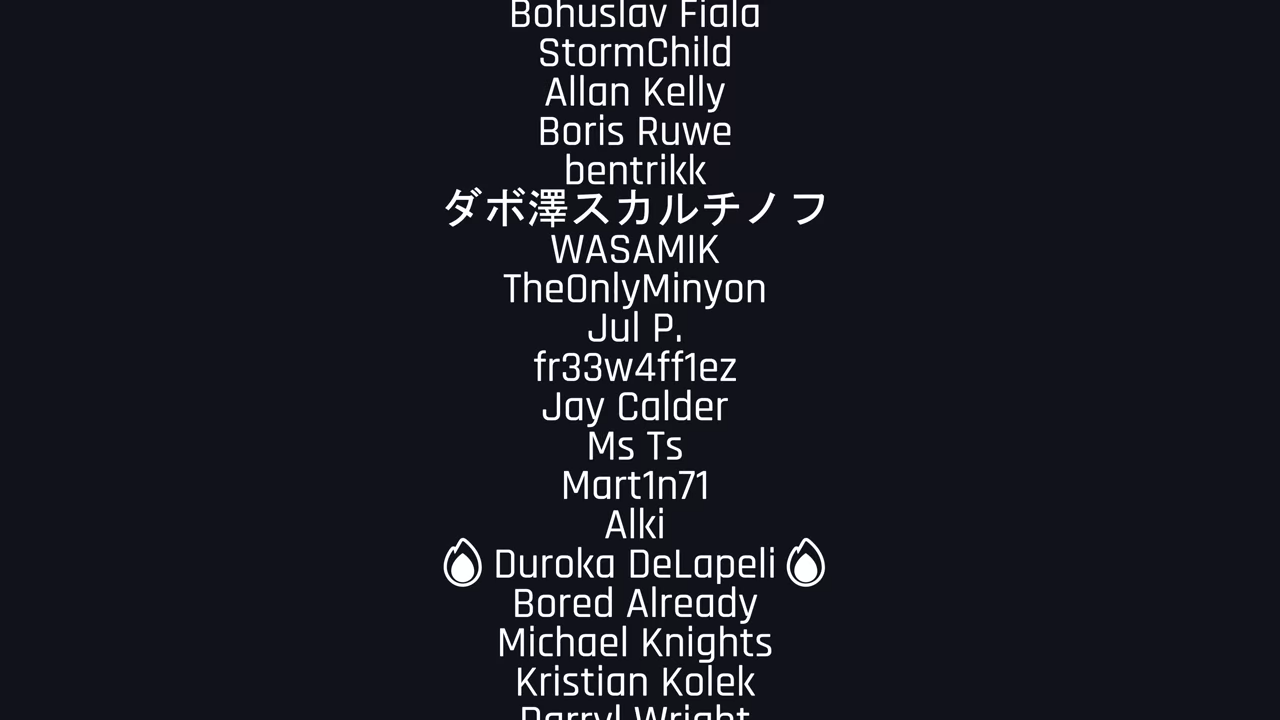 Bohuslav Fiala
StormChild
Allan Kelly
Boris Ruwe
bentrikk
ダボ澤スカルチノフ
WASAMIK
TheOnlyMinyon
Jul P.
fr33w4ff1ez
Jay Calder
Ms Ts
Mart1n71
Alki
Duroka DeLapeli
Bored Already
Michael Knights
Kristian Kolek
Darryl Wright